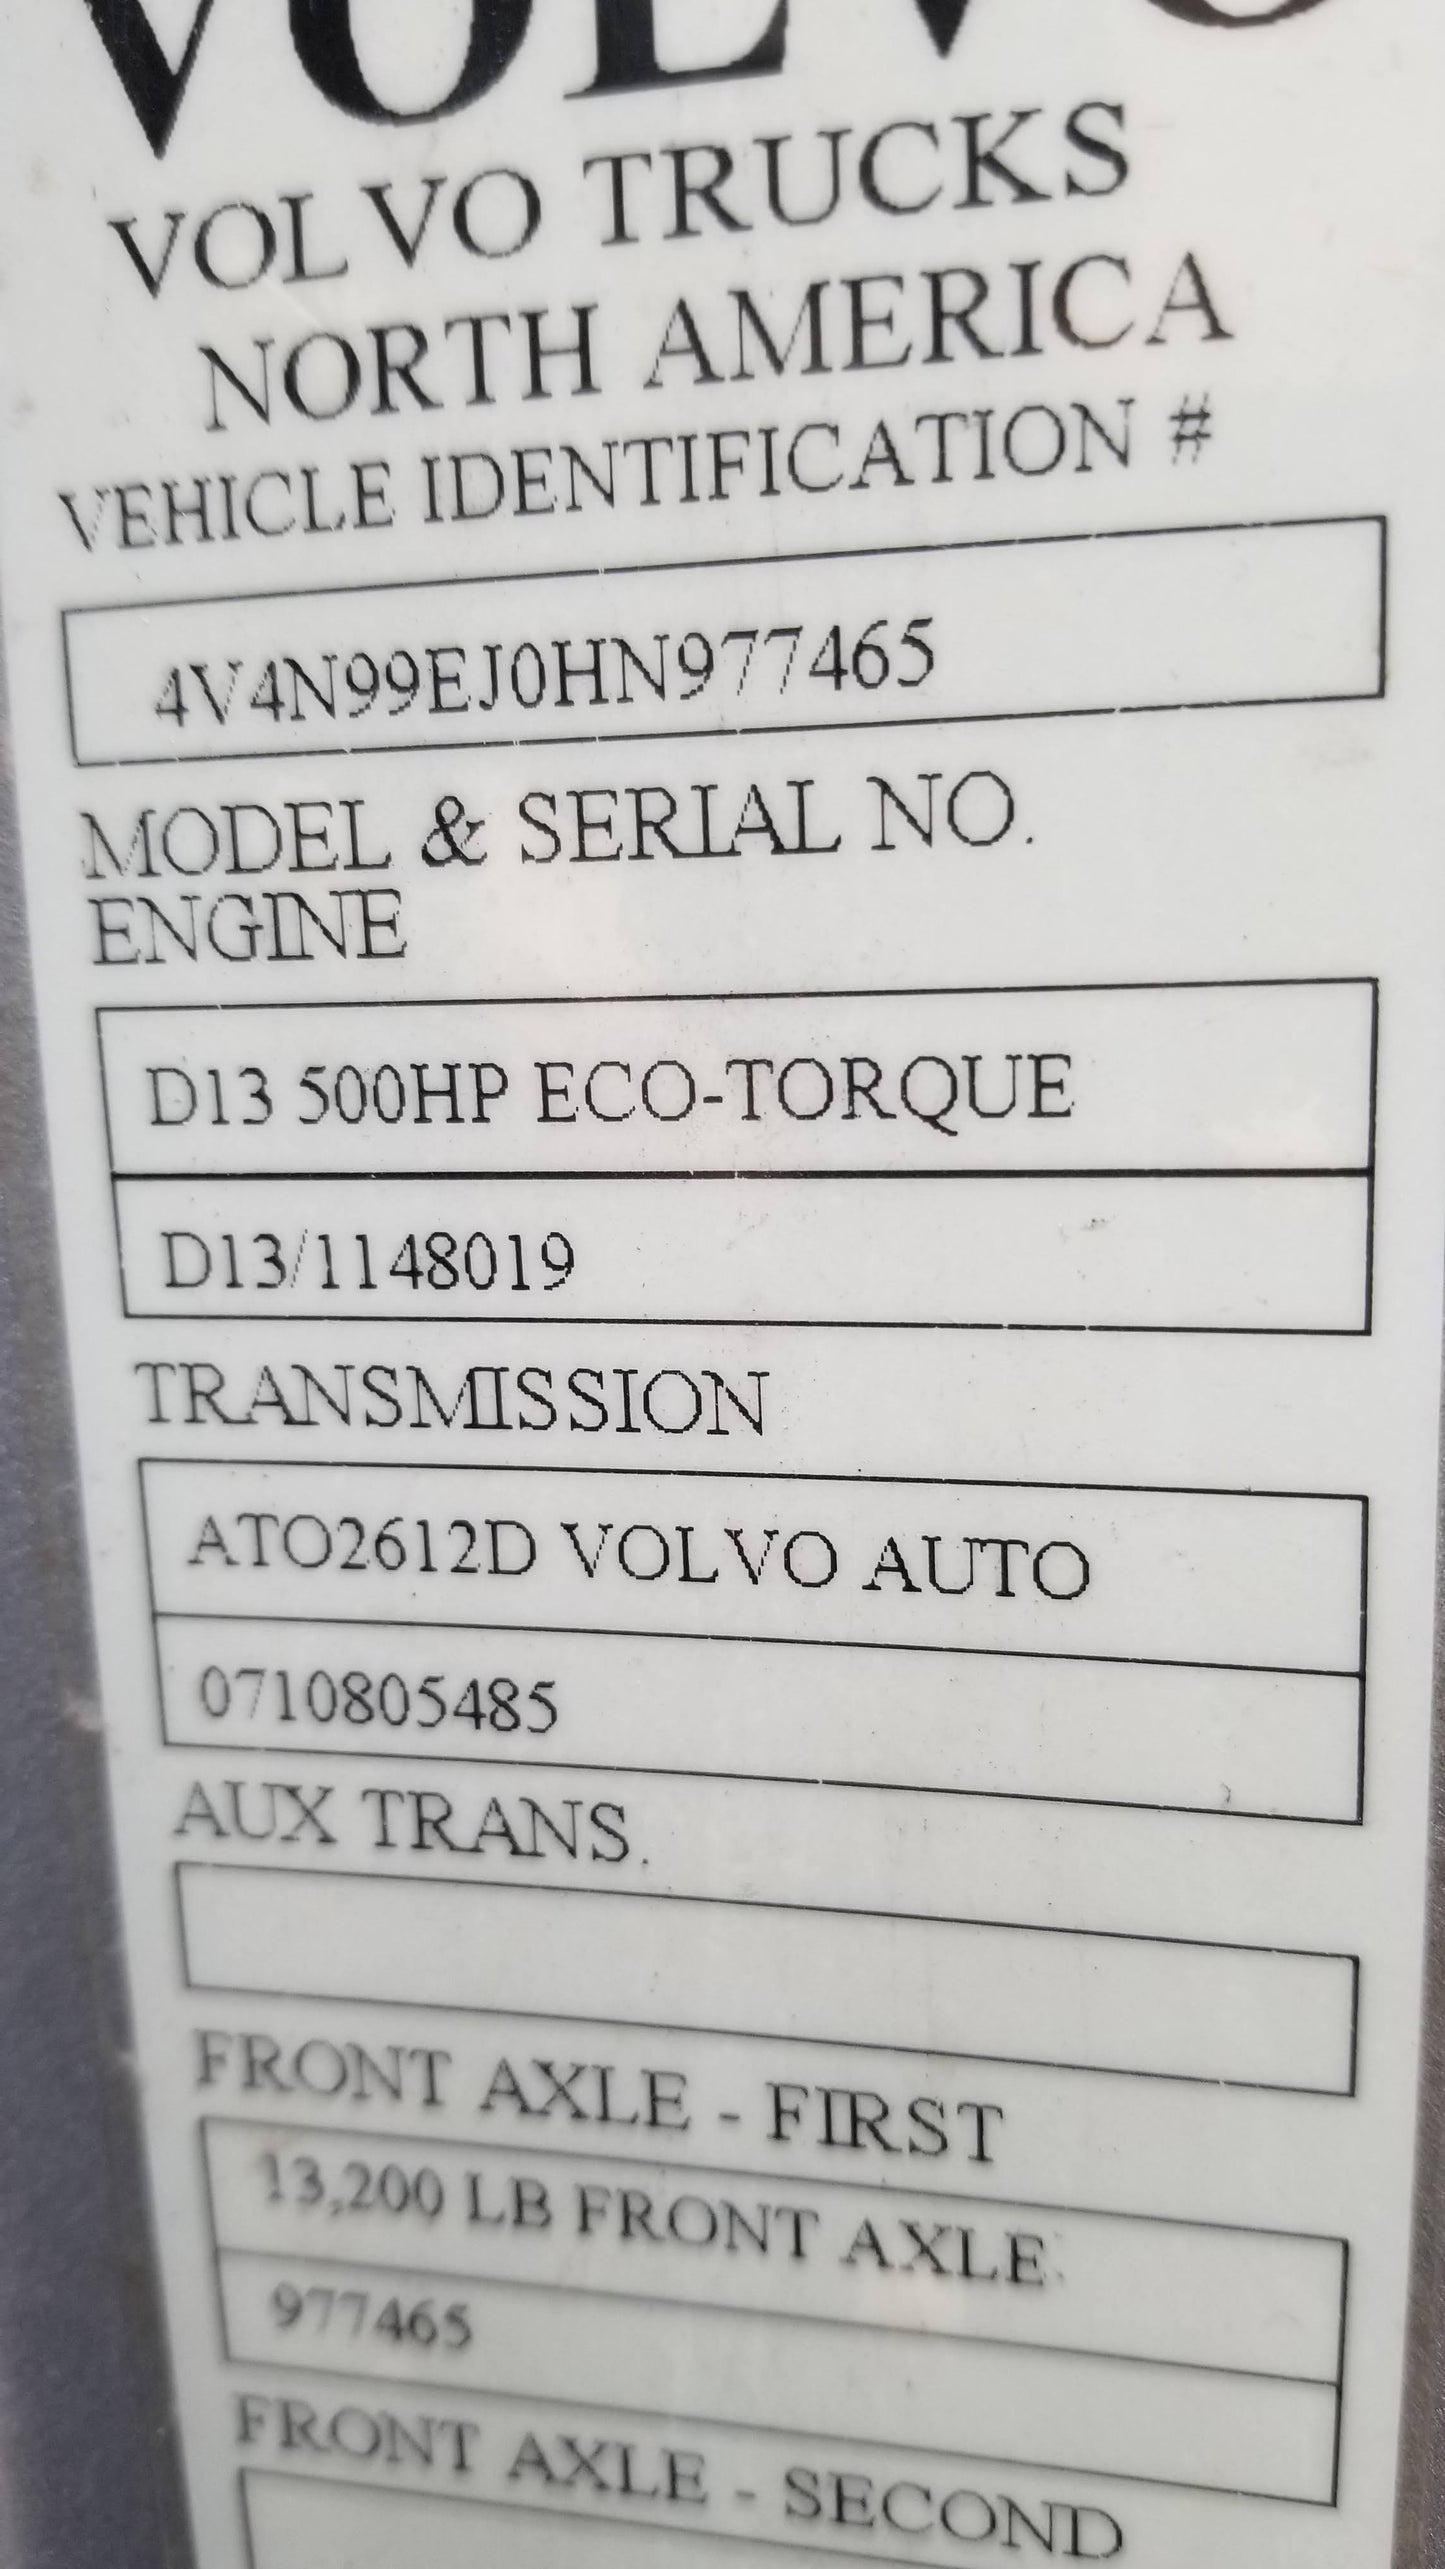 VOLVO
VOLVO TRUCKS
NORTH AMERICA
VEHICLE IDENTIFICATION #
4V4N99EJ0HN977465
MODEL & SERIAL NO.
ENGINE
D13 500HP ECO-TORQUE
D13/1148019
TRANSMISSION
ATO2612D VOLVO AUTO
0710805485
AUX TRANS.
FRONT AXLE - FIRST
13,200 LB FRONT AXLE
977465
FRONT AXLE - SECOND